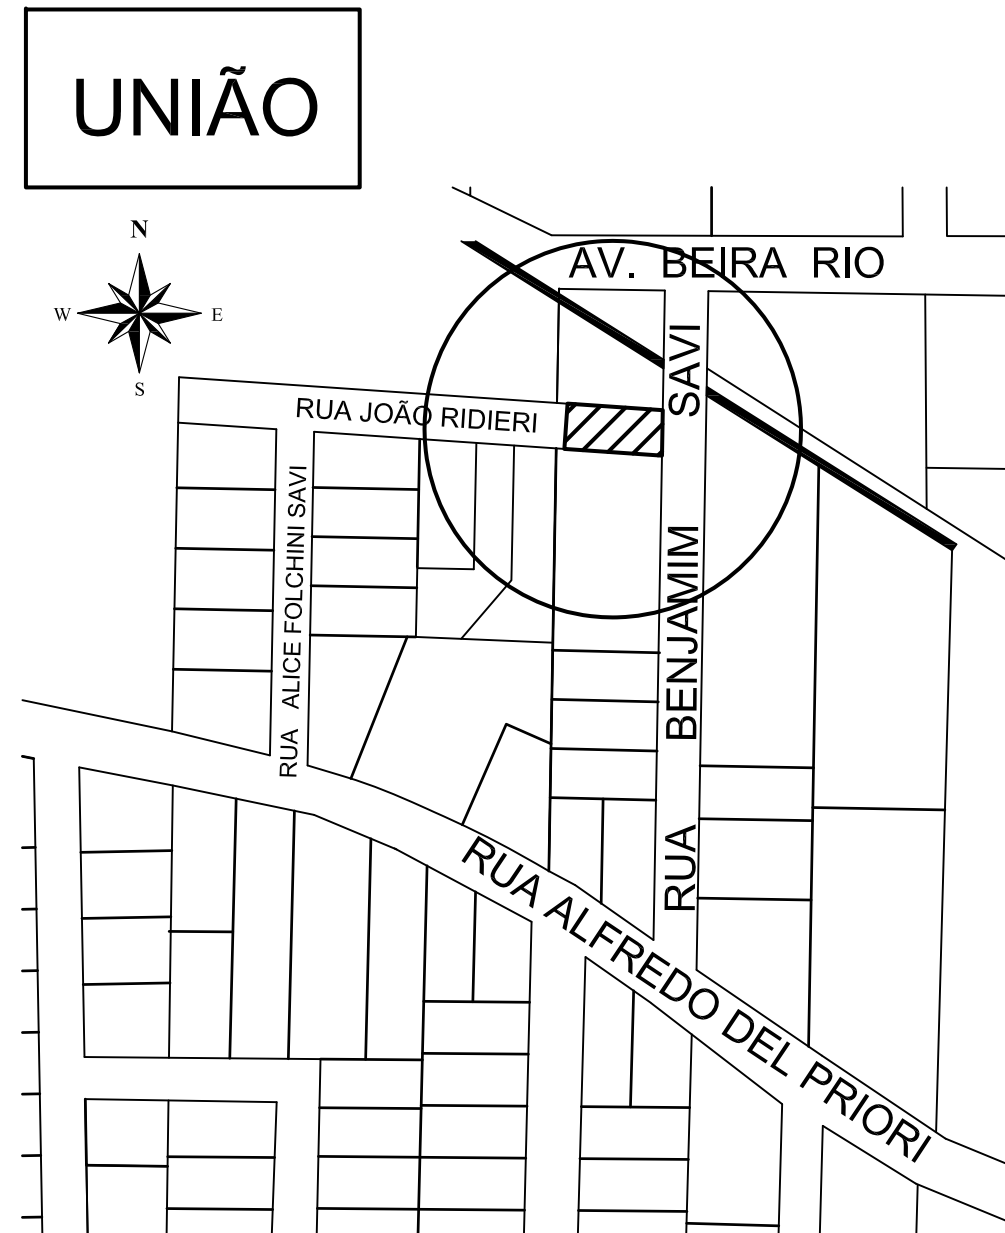 UNIÃO
N
W
E
S
AV. BEIRA RIO
RUA JOÃO RIDIERI
RUA ALICE FOLCHINI SAVI
RUA BENJAMIM SAVI
RUA ALFREDO DEL PRIORI